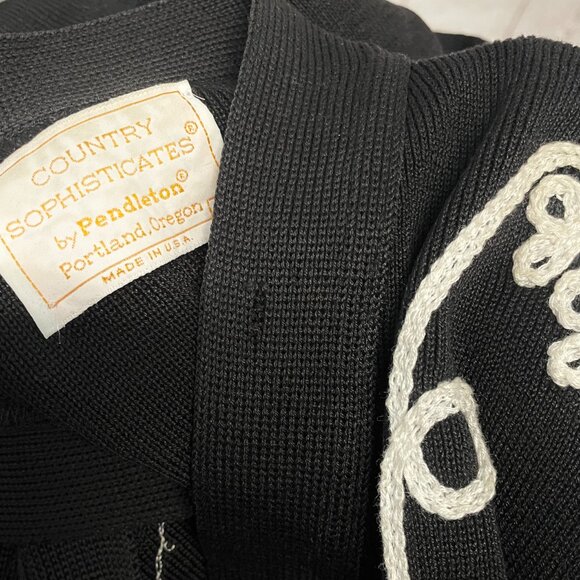 COUNTRY
SOPHISTICATES®
by Pendleton®
Portland, Oregon
MADE IN U.S.A.